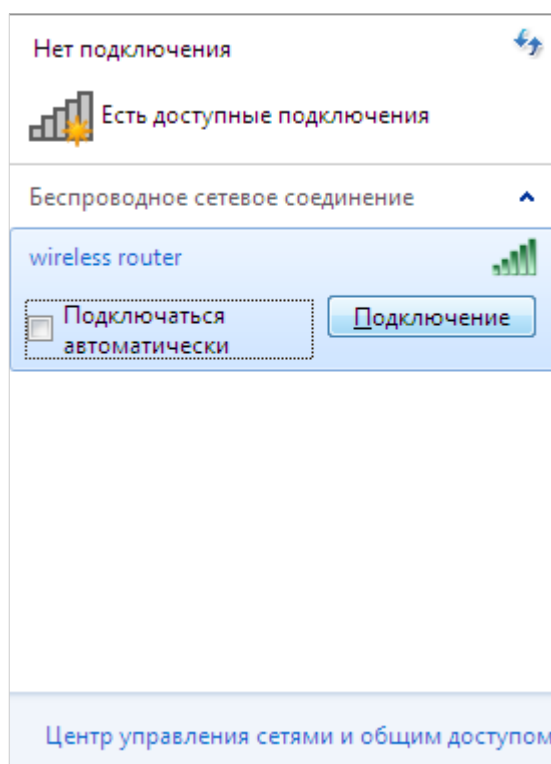 Нет подключения
Есть доступные подключения
Беспроводное сетевое соединение
wireless router
Подключаться
автоматически
Подключение
Центр управления сетями и общим доступом